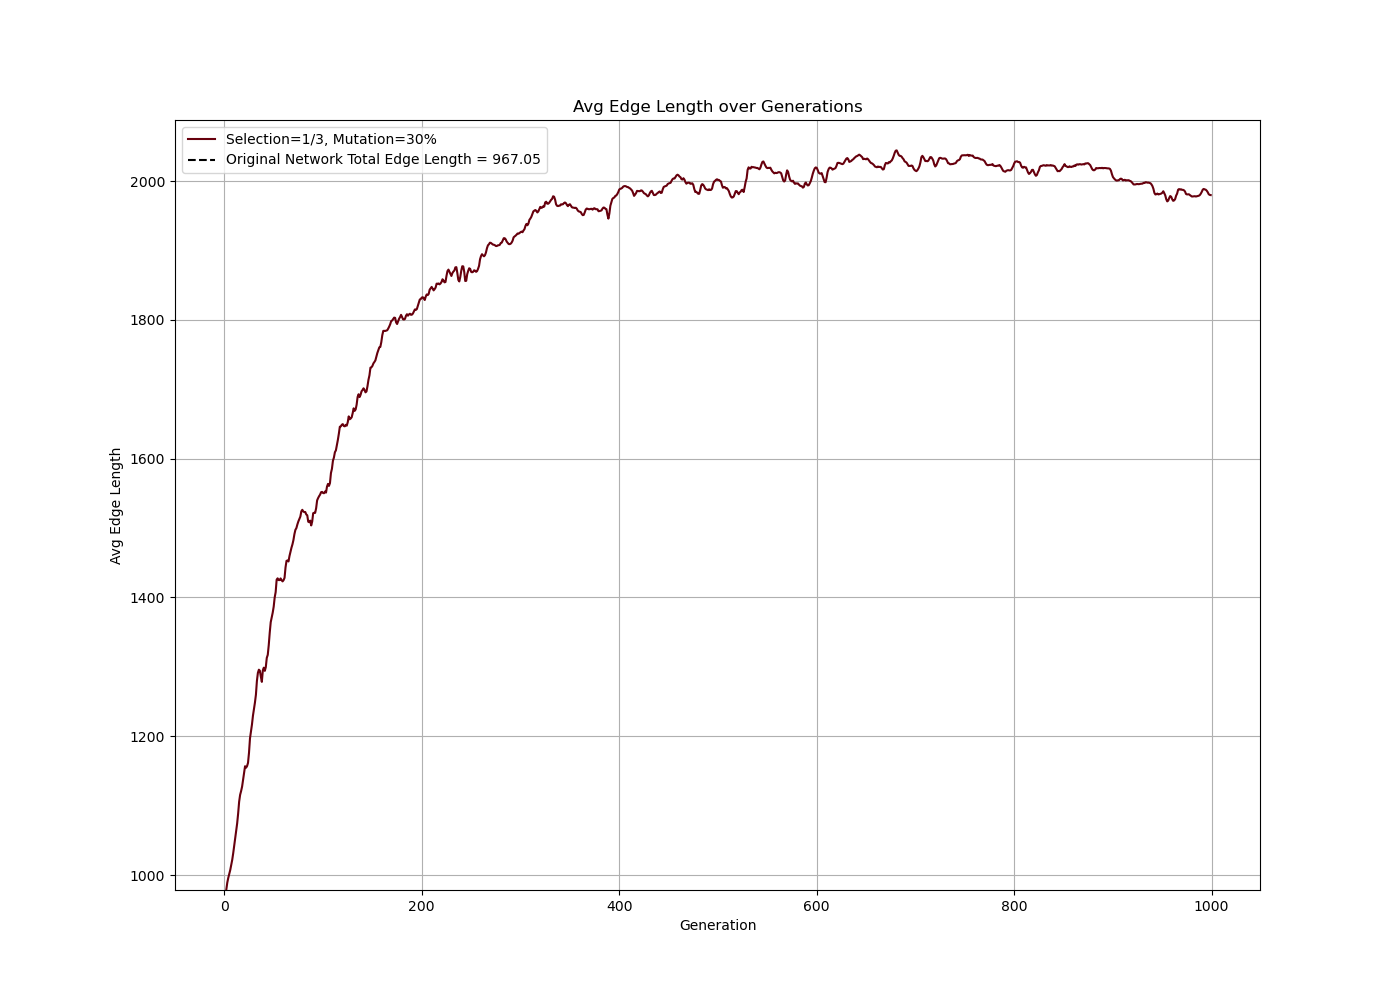 Avg Edge Length over Generations
Selection=1/3, Mutation=30%
Original Network Total Edge Length = 967.05
2000
1800
1600
1400
1200
1000
Avg Edge Length
0 200 400 600 800 1000
Generation